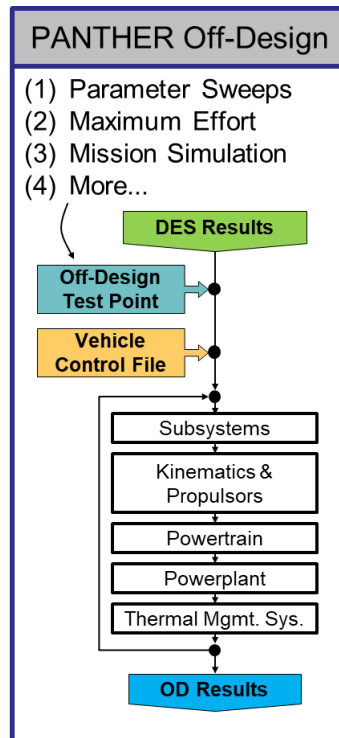 PANTHER Off-Design
(1) Parameter Sweeps
(2) Maximum Effort
(3) Mission Simulation
(4) More...
DES Results
Off-Design
Test Point
Vehicle
Control File
Subsystems
Kinematics &
Propulsors
Powertrain
Powerplant
Thermal Mgmt. Sys.
OD Results